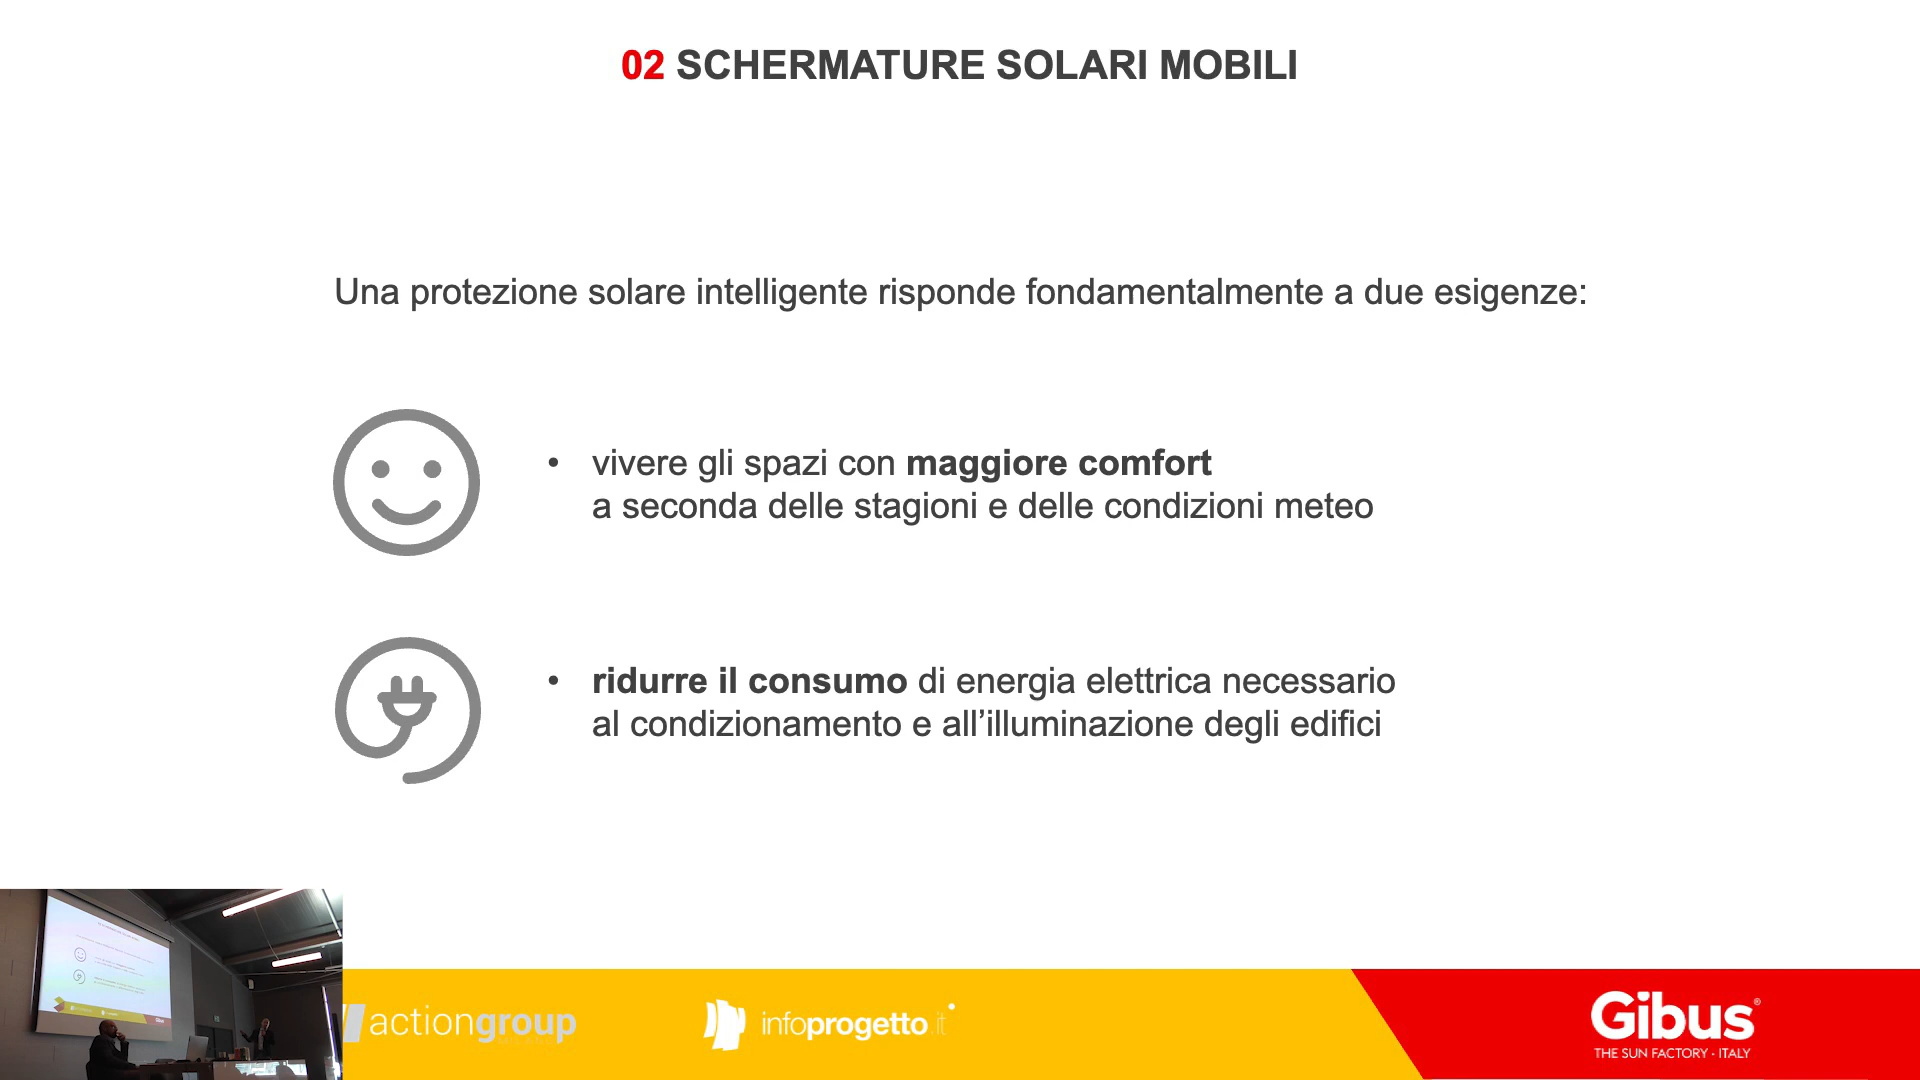 02 SCHERMATURE SOLARI MOBILI
Una protezione solare intelligente risponde fondamentalmente a due esigenze:
• vivere gli spazi con maggiore comfort
a seconda delle stagioni e delle condizioni meteo
• ridurre il consumo di energia elettrica necessario
al condizionamento e all’illuminazione degli edifici
actiongroup
infoprogetto.it
Gibus®
THE SUN FACTORY - ITALY